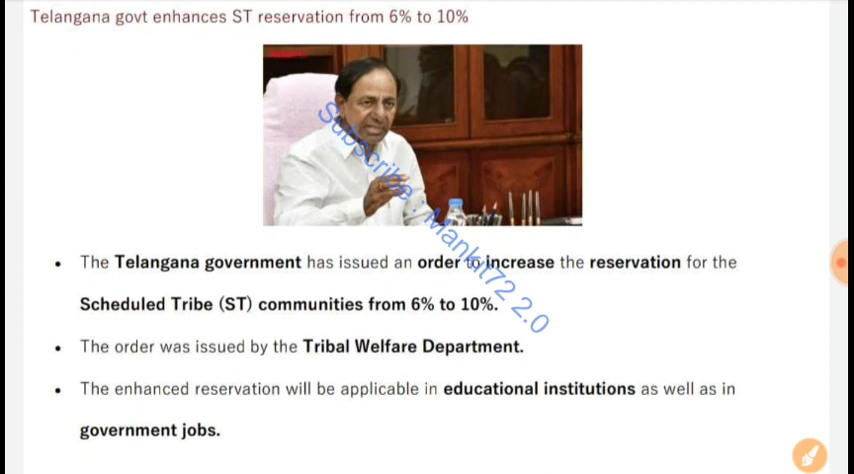 Telangana govt enhances ST reservation from 6% to 10%
Subscribe : Mankit72 2.0
• The Telangana government has issued an order to increase the reservation for the
Scheduled Tribe (ST) communities from 6% to 10%.
• The order was issued by the Tribal Welfare Department.
• The enhanced reservation will be applicable in educational institutions as well as in
government jobs.